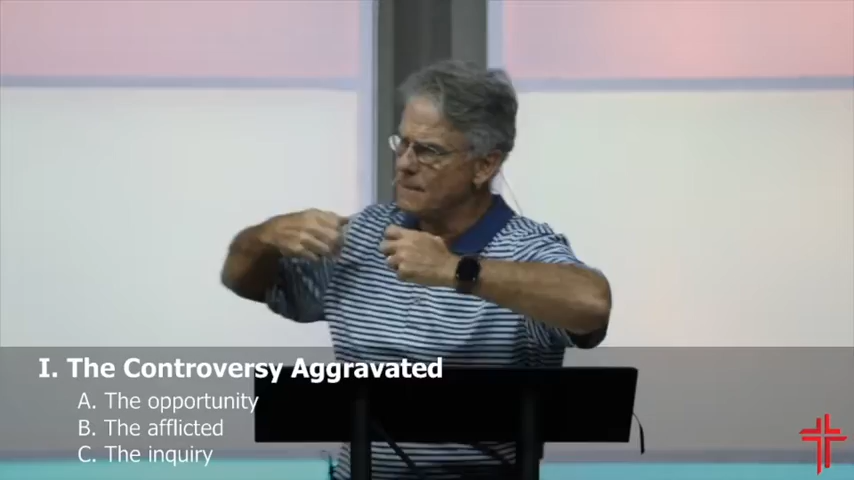 I. The Controversy Aggravated
A. The opportunity
B. The afflicted
C. The inquiry